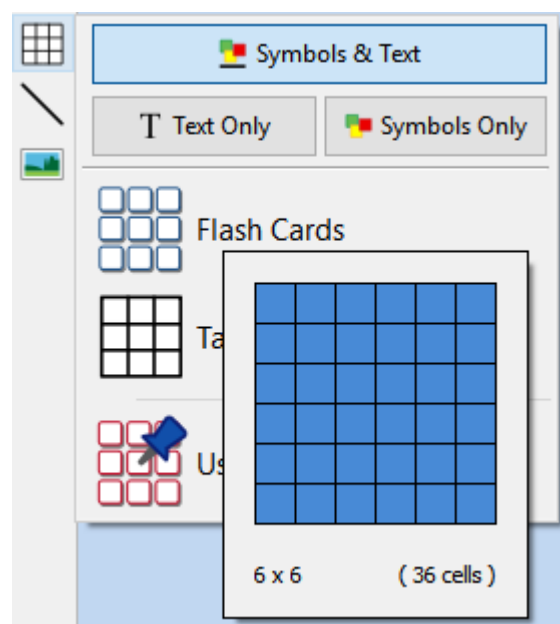 Symbols & Text
T Text Only
Symbols Only
Flash Cards
Ta
Us
6 x 6
( 36 cells )